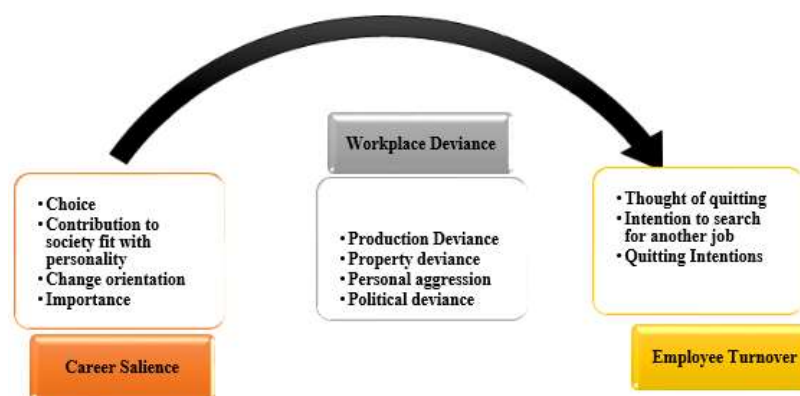 Workplace Deviance
• Choice
• Contribution to
society fit with
personality
• Change orientation
• Importance
Career Salience
• Production Deviance
• Property deviance
• Personal aggression
• Political deviance
• Thought of quitting
• Intention to search
for another job
• Quitting Intentions
Employee Turnover